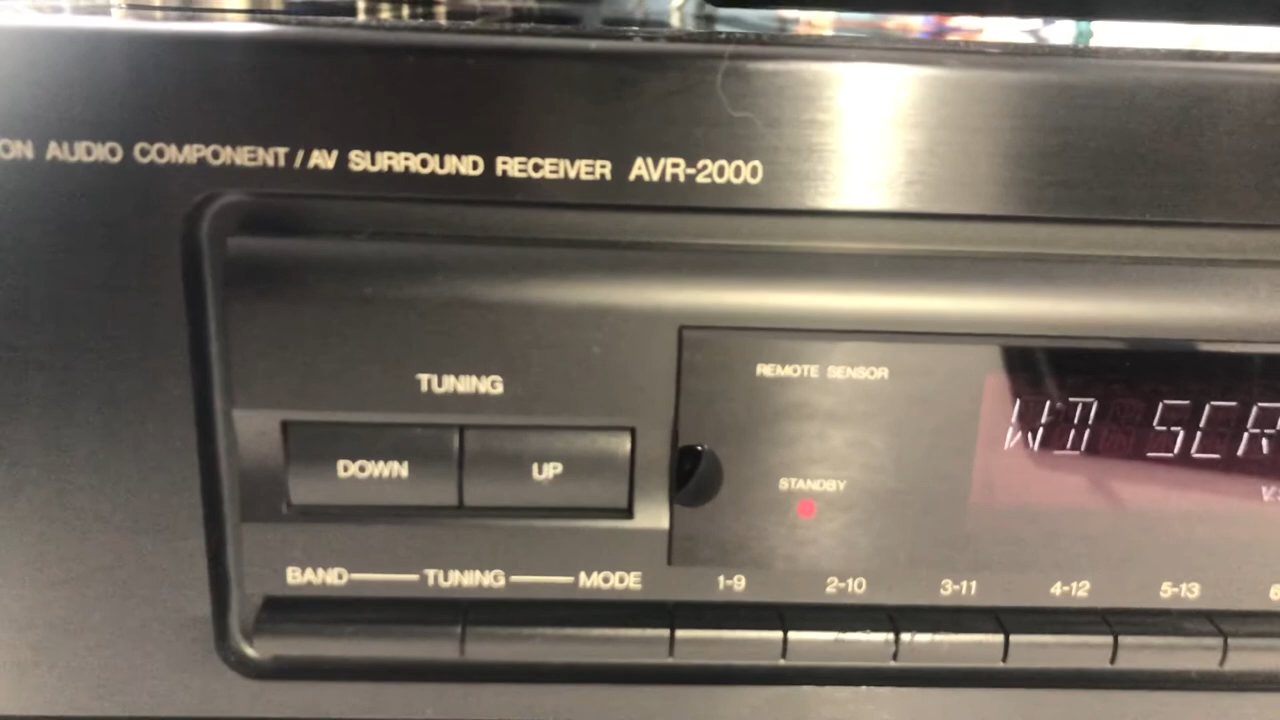 ON AUDIO COMPONENT / AV SURROUND RECEIVER AVR-2000
TUNING
DOWN UP
REMOTE SENSOR
STANDBY
BAND TUNING MODE
1-9 2-10 3-11 4-12 5-13 6